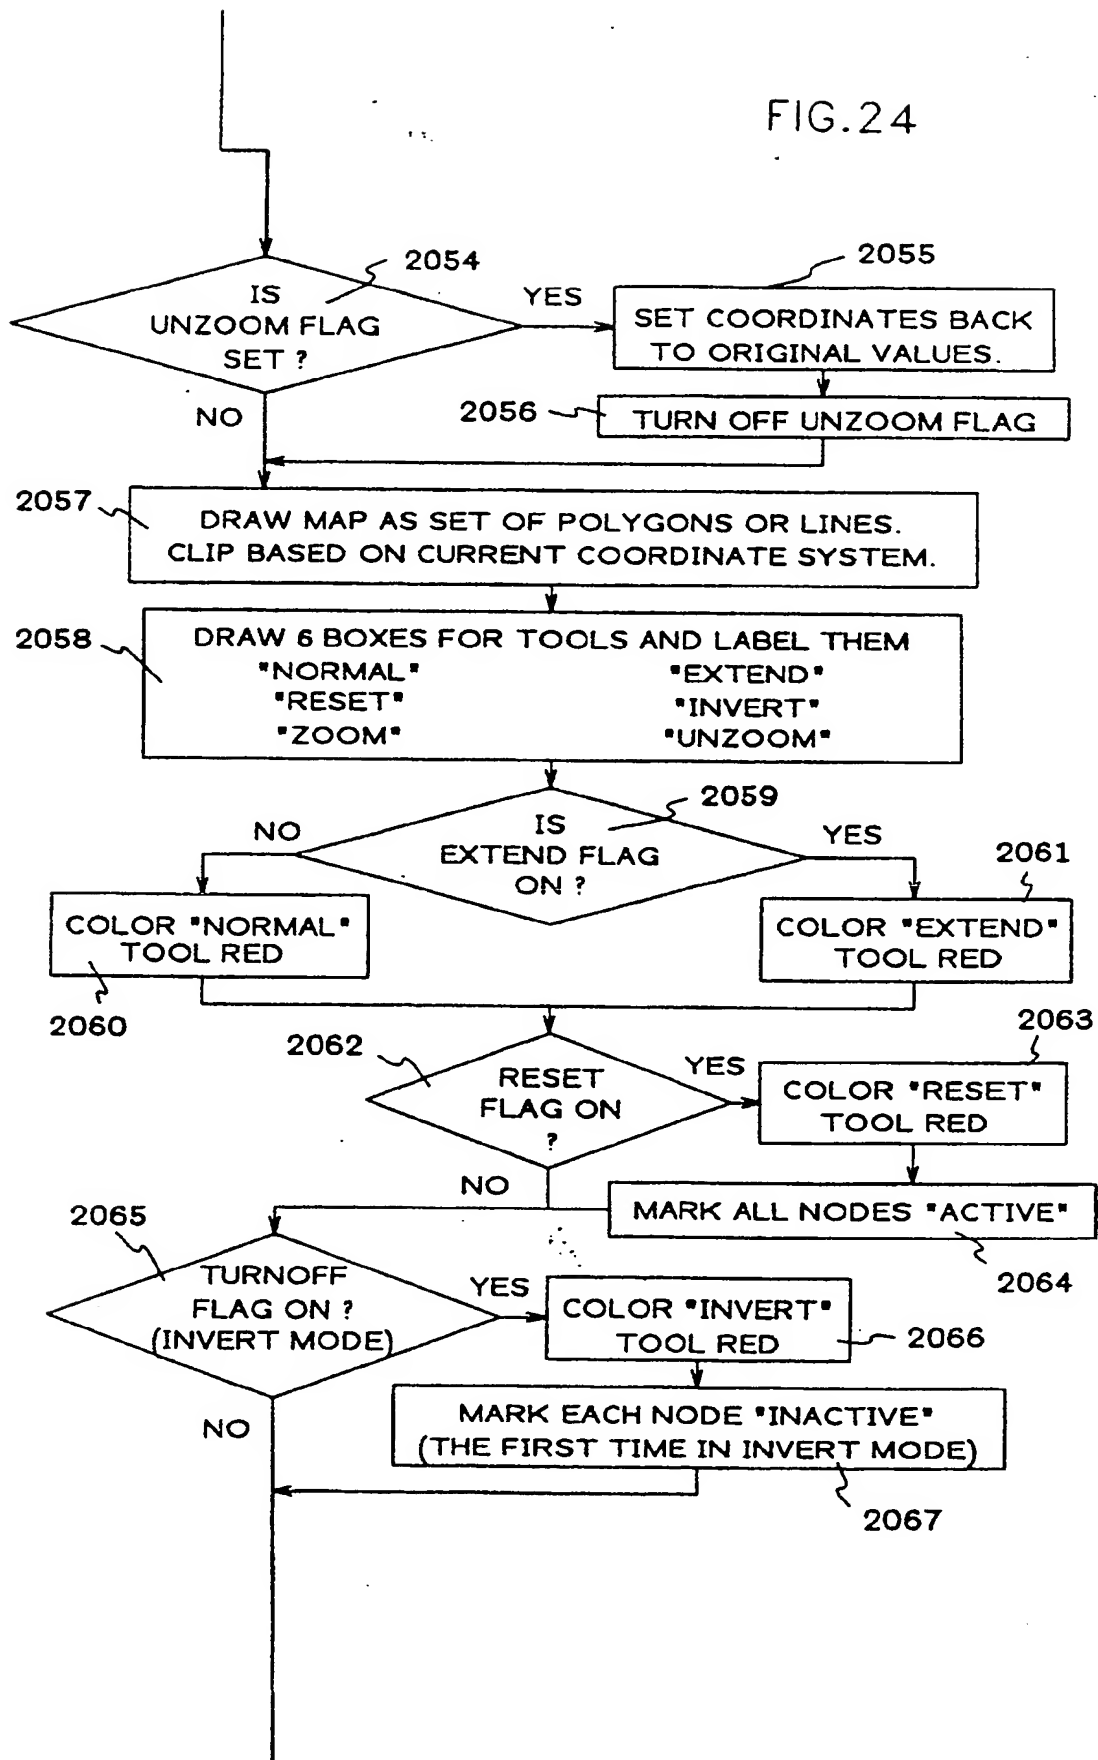 FIG.24
2054
IS
UNZOOM FLAG
SET ?
YES
2055
SET COORDINATES BACK
TO ORIGINAL VALUES.
NO
2056
TURN OFF UNZOOM FLAG
2057
DRAW MAP AS SET OF POLYGONS OR LINES.
CLIP BASED ON CURRENT COORDINATE SYSTEM.
2058
DRAW 6 BOXES FOR TOOLS AND LABEL THEM
"NORMAL" "EXTEND"
"RESET" "INVERT"
"ZOOM" "UNZOOM"
2059
IS
EXTEND FLAG
ON ?
NO
YES
2061
COLOR "NORMAL"
TOOL RED
COLOR "EXTEND"
TOOL RED
2060
2062
RESET
FLAG ON
?
YES
2063
COLOR "RESET"
TOOL RED
NO
MARK ALL NODES "ACTIVE"
2064
2065
TURNOFF
FLAG ON ?
(INVERT MODE)
YES
COLOR "INVERT"
TOOL RED
2066
NO
MARK EACH NODE "INACTIVE"
(THE FIRST TIME IN INVERT MODE)
2067